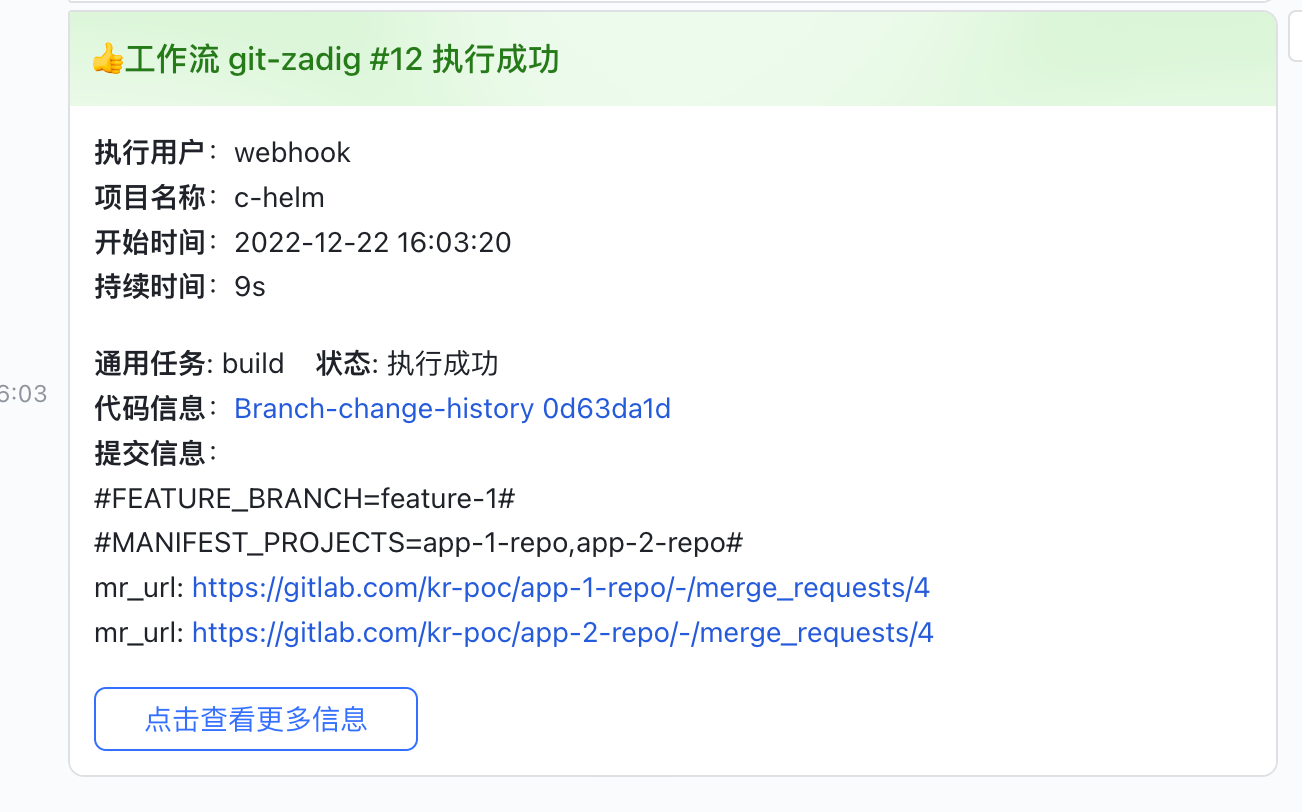 👍工作流 git-zadig #12 执行成功
执行用户：webhook
项目名称：c-helm
开始时间：2022-12-22 16:03:20
持续时间：9s
通用任务: build 状态: 执行成功
6:03
代码信息：Branch-change-history 0d63da1d
提交信息：
#FEATURE_BRANCH=feature-1#
#MANIFEST_PROJECTS=app-1-repo,app-2-repo#
mr_url: https://gitlab.com/kr-poc/app-1-repo/-/merge_requests/4
mr_url: https://gitlab.com/kr-poc/app-2-repo/-/merge_requests/4
点击查看更多信息